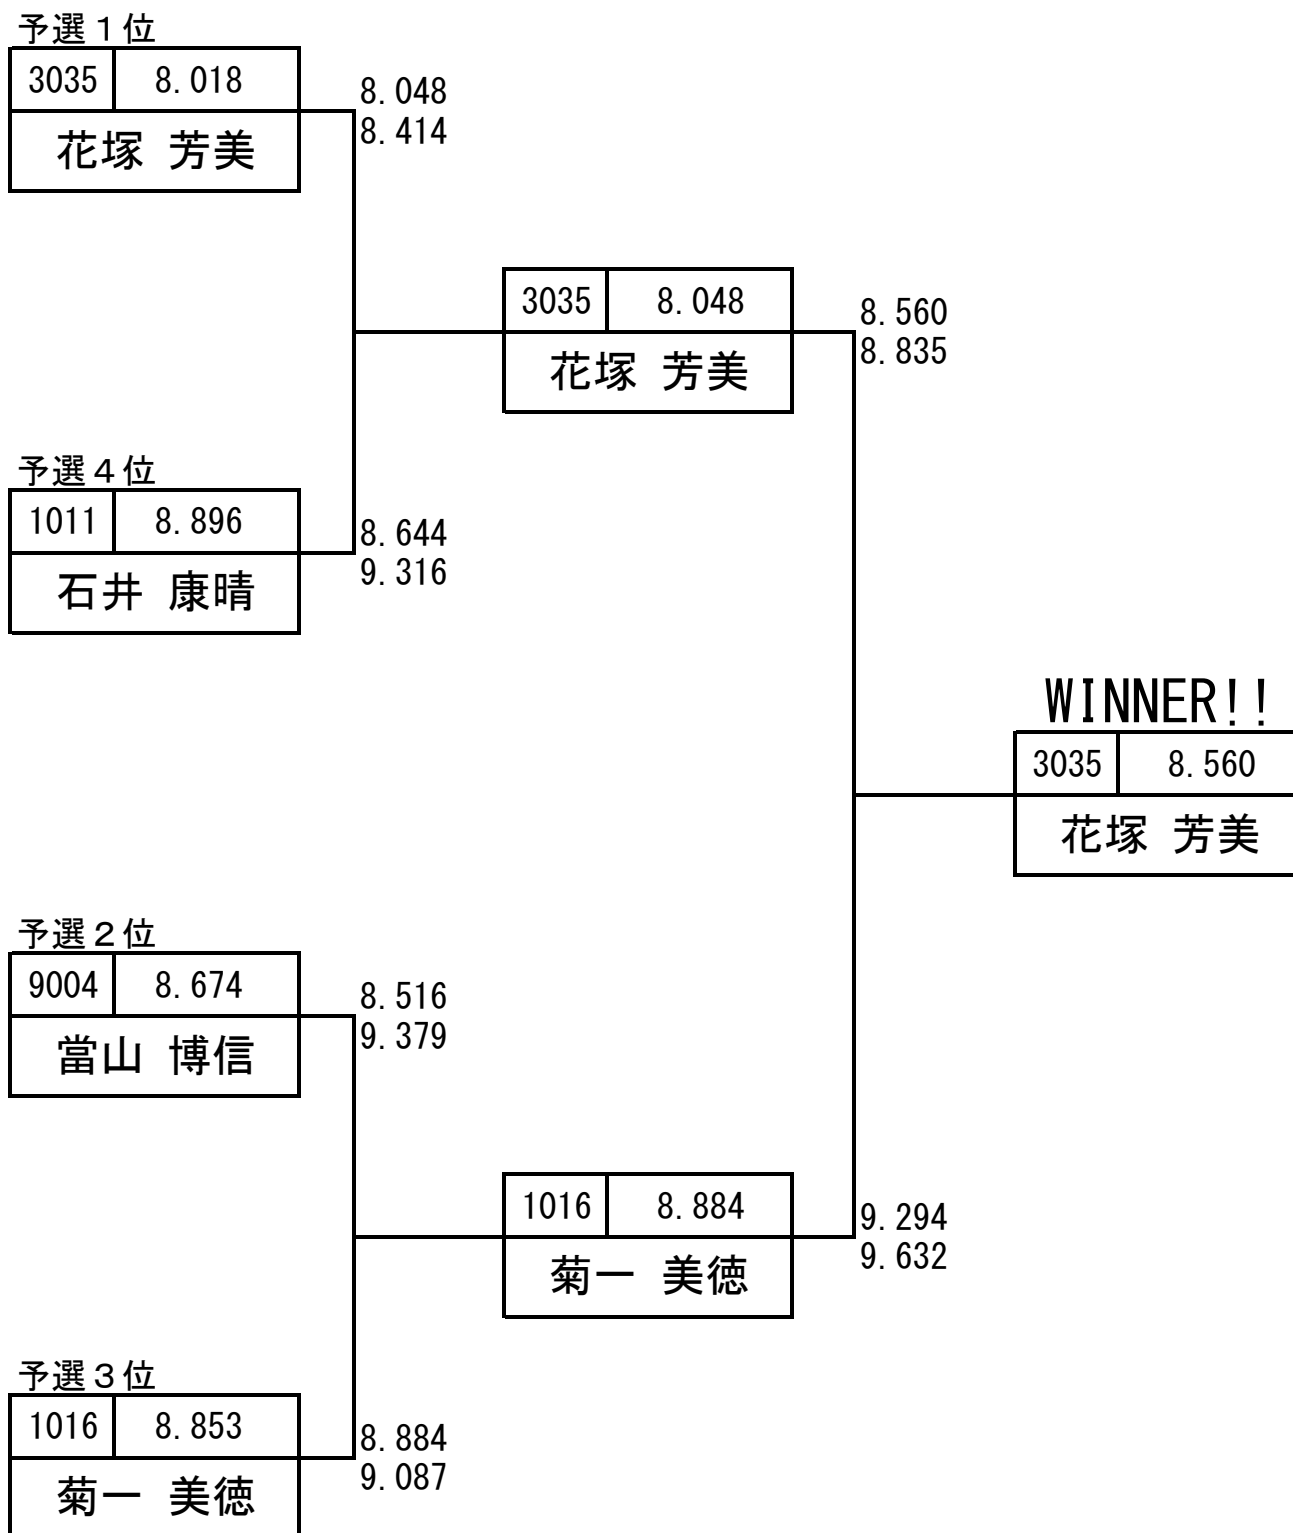 予選１位
3035 8.018
花塚 芳美
8.048
8.414
3035 8.048
花塚 芳美
8.560
8.835
予選４位
1011 8.896
石井 康晴
8.644
9.316
WINNER!!
3035 8.560
花塚 芳美
予選２位
9004 8.674
當山 博信
8.516
9.379
1016 8.884
菊一 美徳
9.294
9.632
予選３位
1016 8.853
菊一 美徳
8.884
9.087